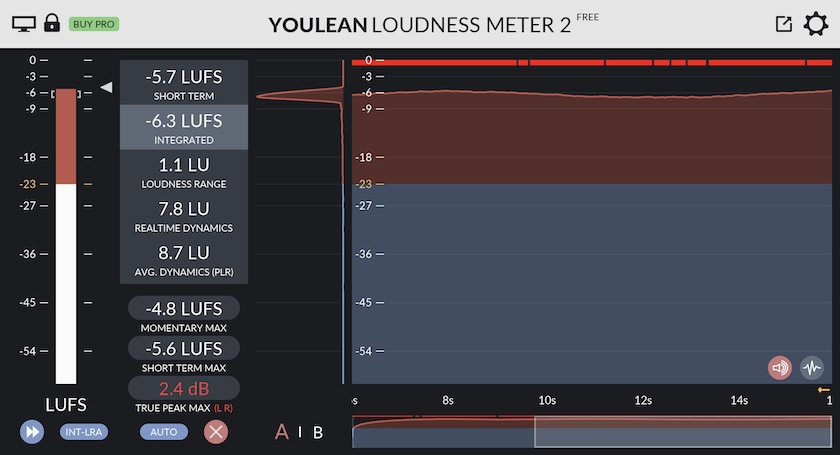 BUY PRO
YOULEAN LOUDNESS METER 2 FREE
0
-3
-6
-9
-18
-23
-27
-36
-45
-54
LUFS
INT-LRA
-5.7 LUFS
SHORT TERM
-6.3 LUFS
INTEGRATED
1.1 LU
LOUDNESS RANGE
7.8 LU
REALTIME DYNAMICS
8.7 LU
AVG. DYNAMICS (PLR)
-4.8 LUFS
MOMENTARY MAX
-5.6 LUFS
SHORT TERM MAX
2.4 dB
TRUE PEAK MAX (L R)
AUTO
A I B
0
-3
-6
-9
-18
-23
-27
-36
-45
-54
s 8s 10s 12s 14s 1